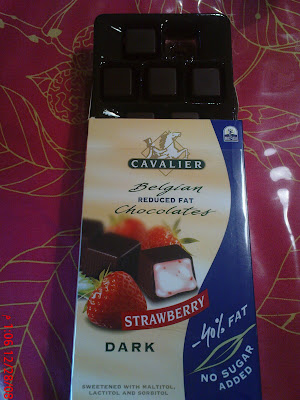 CAVALIER
Belgian
REDUCED FAT
Chocolates
STRAWBERRY
DARK
-40% FAT
NO SUGAR
ADDED
SWEETENED WITH MALTITOL,
LACTITOL AND SORBITOL